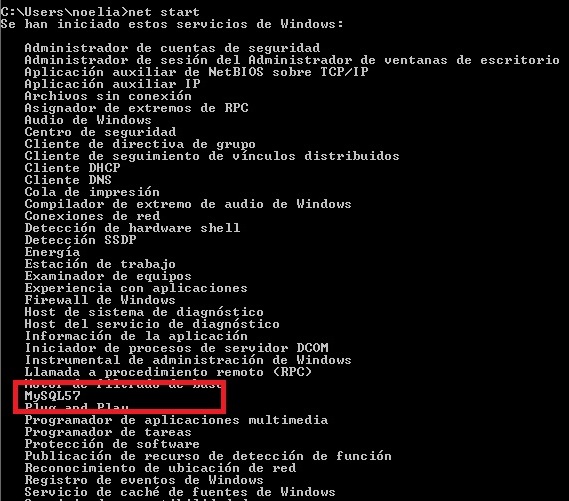 C:\Users\noelia>net start
Se han iniciado estos servicios de Windows:
Administrador de cuentas de seguridad
Administrador de sesión del Administrador de ventanas de escritorio
Aplicación auxiliar de NetBIOS sobre TCP/IP
Aplicación auxiliar IP
Archivos sin conexión
Asignador de extremos de RPC
Audio de Windows
Centro de seguridad
Cliente de directiva de grupo
Cliente de seguimiento de vínculos distribuidos
Cliente DHCP
Cliente DNS
Cola de impresión
Compilador de extremo de audio de Windows
Conexiones de red
Detección de hardware shell
Detección SSDP
Energía
Estación de trabajo
Examinador de equipos
Experiencia con aplicaciones
Firewall de Windows
Host de sistema de diagnóstico
Host del servicio de diagnóstico
Información de la aplicación
Iniciador de procesos de servidor DCOM
Instrumental de administración de Windows
Llamada a procedimiento remoto (RPC)
Motor de filtrado de base
MySQL57
Plug and Play
Programador de aplicaciones multimedia
Programador de tareas
Protección de software
Publicación de recurso de detección de función
Reconocimiento de ubicación de red
Registro de eventos de Windows
Servicio de caché de fuentes de Windows